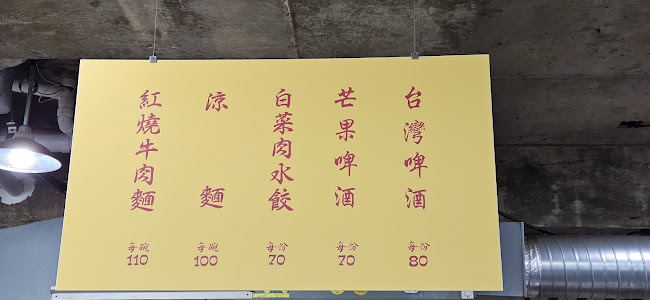 台灣啤酒 每份 80
芒果啤酒 每份 70
白菜肉水餃 每份 70
涼麵 每碗 100
紅燒牛肉麵 每碗 110